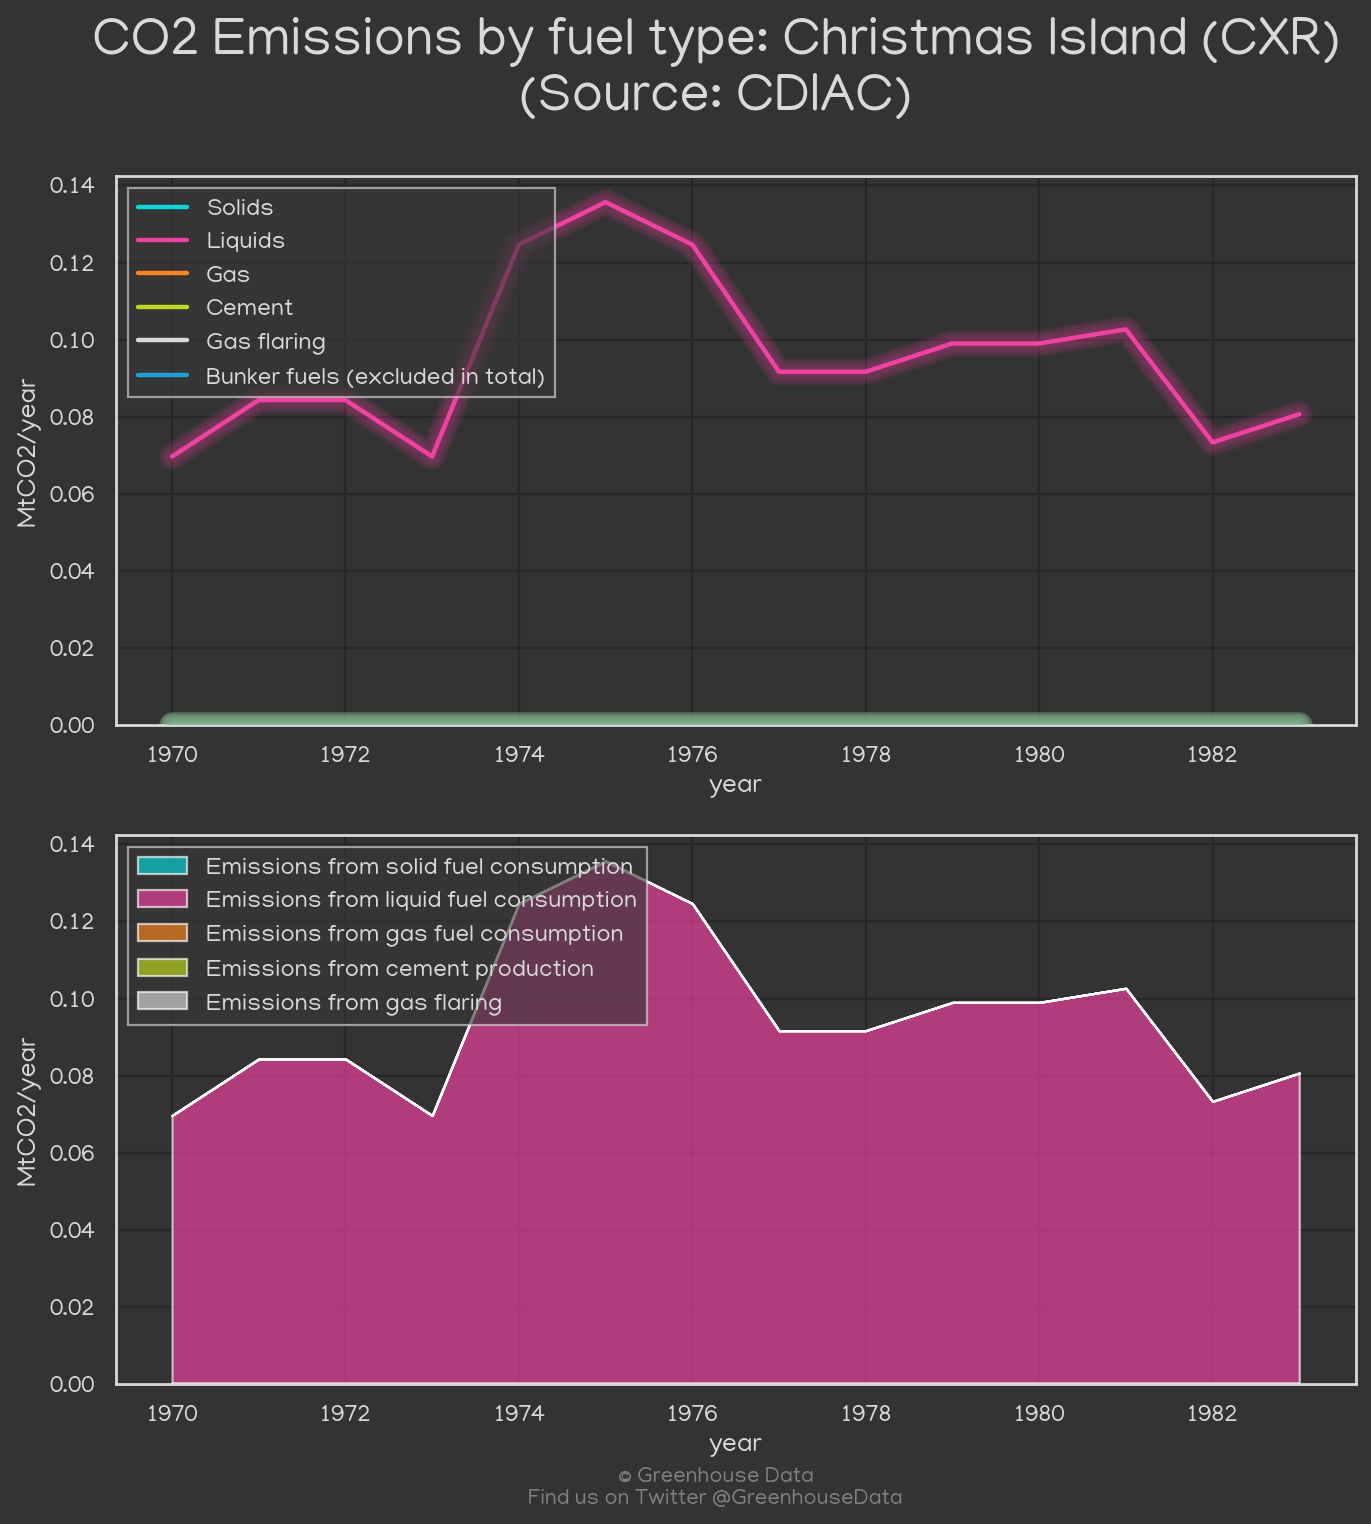 CO2 Emissions by fuel type: Christmas Island (CXR)
(Source: CDIAC)
0.14
0.12
0.10
0.08
0.06
0.04
0.02
0.00
MtCO2/year
Solids
Liquids
Gas
Cement
Gas flaring
Bunker fuels (excluded in total)
1970 1972 1974 1976 1978 1980 1982
year
0.14
0.12
0.10
0.08
0.06
0.04
0.02
0.00
MtCO2/year
Emissions from solid fuel consumption
Emissions from liquid fuel consumption
Emissions from gas fuel consumption
Emissions from cement production
Emissions from gas flaring
1970 1972 1974 1976 1978 1980 1982
year
© Greenhouse Data
Find us on Twitter @GreenhouseData